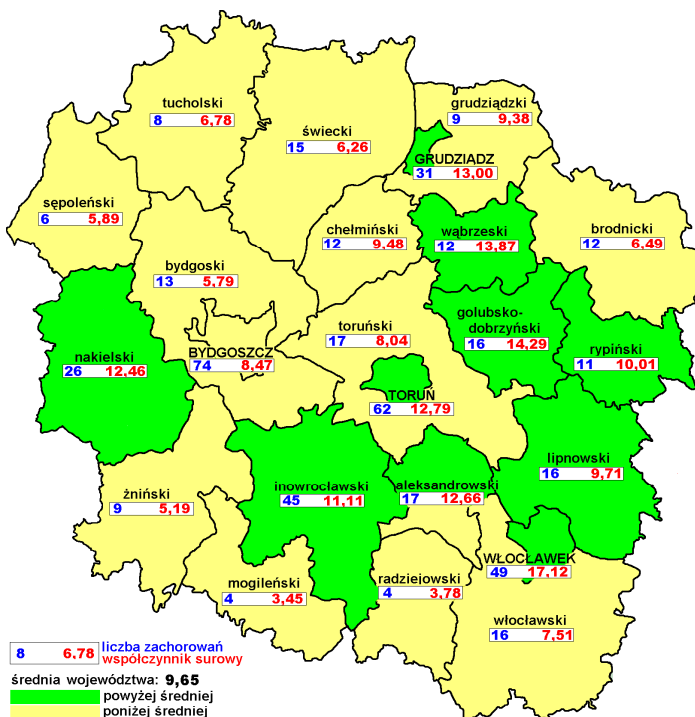 tucholski
8 6,78
świecki
15 6,26
grudziądzki
9 9,38
GRUDZIĄDZ
31 13,00
sępoleński
6 5,89
chełmiński
12 9,48
wąbrzeski
12 13,87
brodnicki
12 6,49
bydgoski
13 5,79
toruński
17 8,04
golubsko-
dobrzyński
16 14,29
rypiński
11 10,01
nakielski
26 12,46
BYDGOSZCZ
74 8,47
TORUŃ
62 12,79
lipnowski
16 9,71
żniński
9 5,19
inowrocławski
45 11,11
aleksandrowski
17 12,66
mogileński
4 3,45
radziejowski
4 3,78
WŁOCŁAWEK
49 17,12
włocławski
16 7,51
8 6,78 liczba zachorowań
współczynnik surowy
średnia województwa: 9,65
powyżej średniej
poniżej średniej